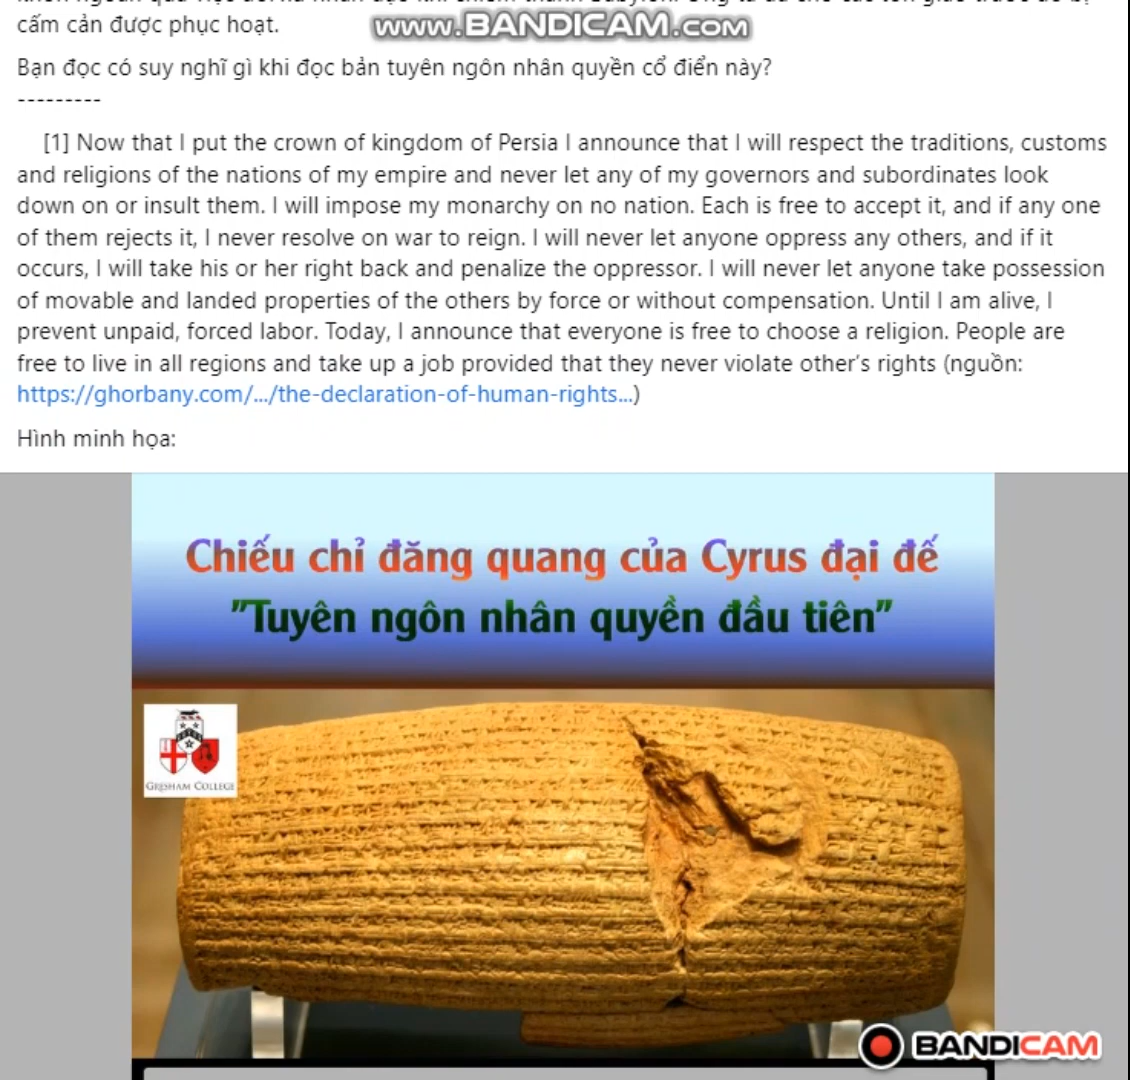 cấm cản được phục hoạt.
www.BANDICAM.com
Bạn đọc có suy nghĩ gì khi đọc bản tuyên ngôn nhân quyền cổ điển này?
---------
[1] Now that I put the crown of kingdom of Persia I announce that I will respect the traditions, customs
and religions of the nations of my empire and never let any of my governors and subordinates look
down on or insult them. I will impose my monarchy on no nation. Each is free to accept it, and if any one
of them rejects it, I never resolve on war to reign. I will never let anyone oppress any others, and if it
occurs, I will take his or her right back and penalize the oppressor. I will never let anyone take possession
of movable and landed properties of the others by force or without compensation. Until I am alive, I
prevent unpaid, forced labor. Today, I announce that everyone is free to choose a religion. People are
free to live in all regions and take up a job provided that they never violate other's rights (nguồn:
https://ghorbany.com/.../the-declaration-of-human-rights...)
Hình minh họa:
Chiếu chỉ đăng quang của Cyrus đại đế
"Tuyên ngôn nhân quyền đầu tiên"
GRESHAM COLLEGE
BANDICAM